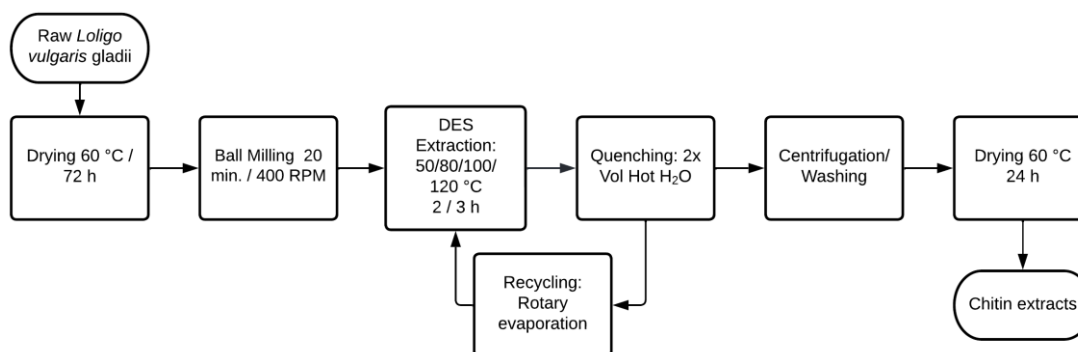 Raw Loligo
vulgaris gladii
Drying 60 °C /
72 h
Ball Milling 20
min. / 400 RPM
DES
Extraction:
50/80/100/
120 °C
2 / 3 h
Quenching: 2x
Vol Hot H₂O
Centrifugation/
Washing
Drying 60 °C
24 h
Recycling:
Rotary
evaporation
Chitin extracts